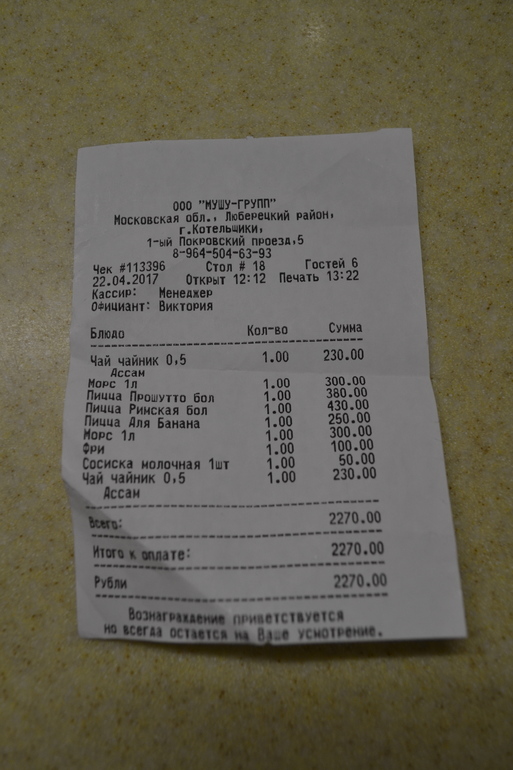 ООО "МУШУ-ГРУПП"
Московская обл., Люберецкий район,
г.Котельщики,
1-ый Покровский проезд,5
8-964-504-63-93
Чек #113396 Стол # 18 Гостей 6
22.04.2017 Открыт 12:12 Печать 13:22
Кассир: Менеджер
Официант: Виктория
Блюдо Кол-во Сумма
Чай чайник 0,5 1.00 230.00
Ассам
Морс 1л 1.00 300.00
Пицца Прошутто бол 1.00 380.00
Пицца Римская бол 1.00 430.00
Пицца Аля Банана 1.00 250.00
Морс 1л 1.00 300.00
Фри 1.00 100.00
Сосиска молочная 1шт 1.00 50.00
Чай чайник 0,5 1.00 230.00
Ассам
Всего: 2270.00
Итого к оплате: 2270.00
Рубли 2270.00
Вознаграждение приветствуется
но всегда остается на Ваше усмотрение.